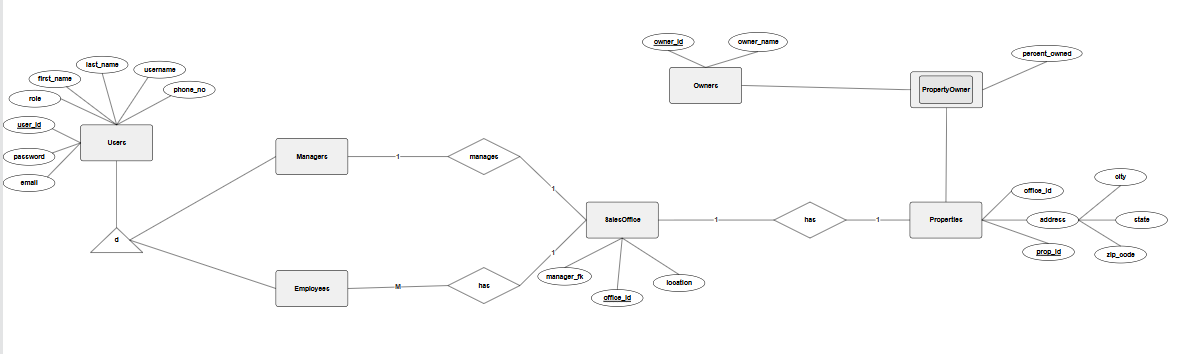 owner_id
owner_name
percent_owned
last_name
username
first_name
phone_no
role
Owners
PropertyOwner
user_id
Users
password
email
Managers
1
manages
1
city
office_id
address
state
SalesOffice
1
has
1
Properties
prop_id
zip_code
d
1
manager_fk
location
office_id
Employees
M
has